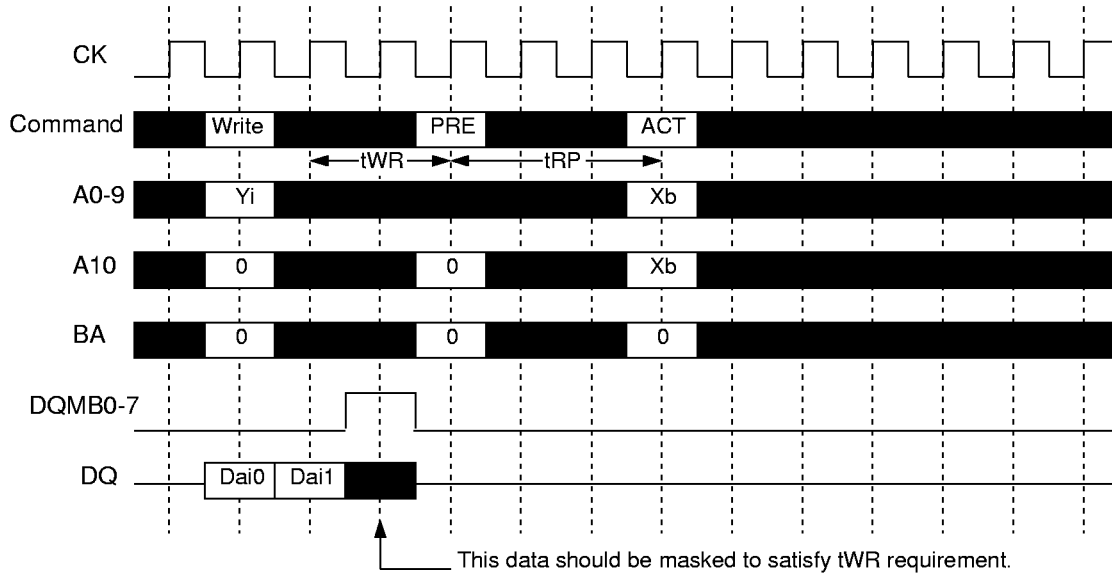 CK
Command Write PRE ACT
tWR tRP
A0-9 Yi Xb
A10 0 0 Xb
BA 0 0 0
DQMB0-7
DQ Dai0 Dai1
This data should be masked to satisfy tWR requirement.